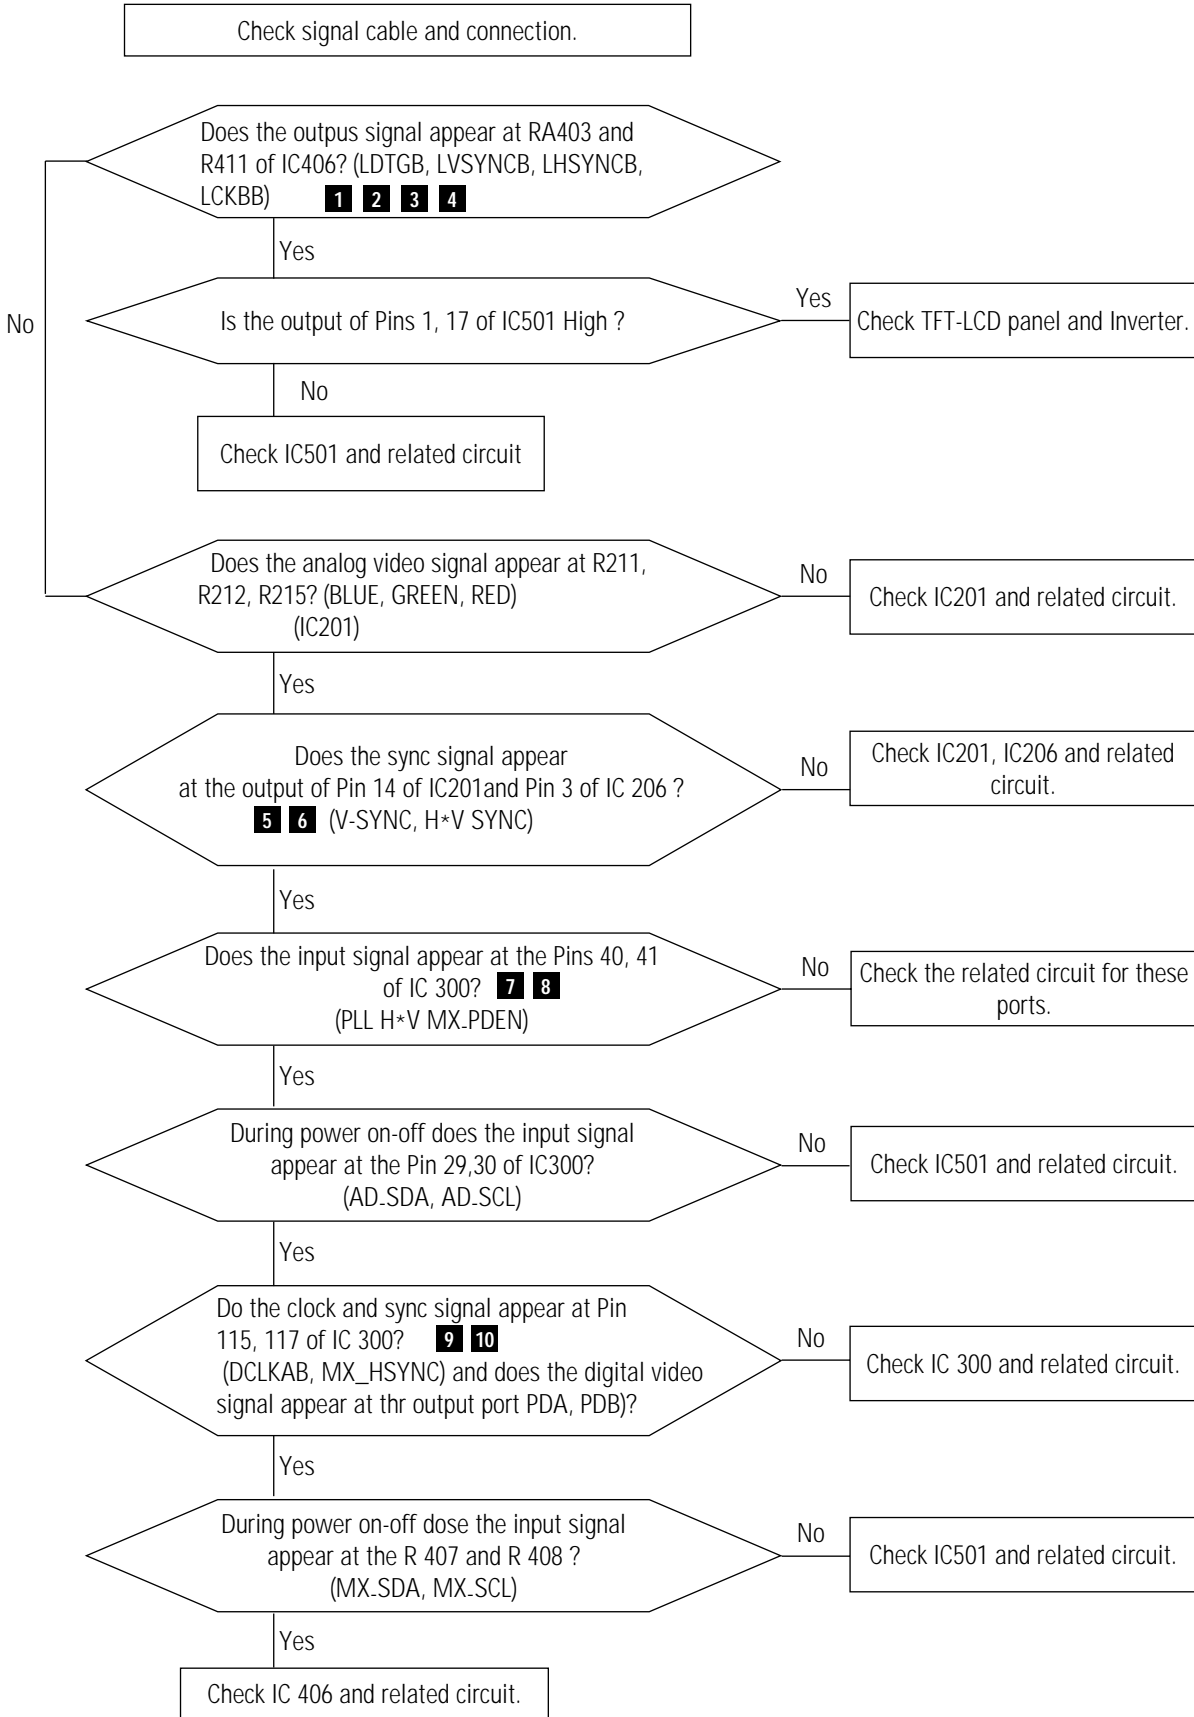 Check signal cable and connection.
Does the outpus signal appear at RA403 and
R411 of IC406? (LDTGB, LVSYNCB, LHSYNCB,
LCKBB) 1 2 3 4
Yes
No
Is the output of Pins 1, 17 of IC501 High ?
Yes
Check TFT-LCD panel and Inverter.
No
Check IC501 and related circuit
Does the analog video signal appear at R211,
R212, R215? (BLUE, GREEN, RED)
(IC201)
No
Check IC201 and related circuit.
Yes
Does the sync signal appear
at the output of Pin 14 of IC201and Pin 3 of IC 206 ?
5 6 (V-SYNC, H*V SYNC)
No
Check IC201, IC206 and related
circuit.
Yes
Does the input signal appear at the Pins 40, 41
of IC 300? 7 8
(PLL H*V MX-PDEN)
No
Check the related circuit for these
ports.
Yes
During power on-off does the input signal
appear at the Pin 29,30 of IC300?
(AD-SDA, AD-SCL)
No
Check IC501 and related circuit.
Yes
Do the clock and sync signal appear at Pin
115, 117 of IC 300? 9 10
(DCLKAB, MX_HSYNC) and does the digital video
signal appear at thr output port PDA, PDB)?
No
Check IC 300 and related circuit.
Yes
During power on-off dose the input signal
appear at the R 407 and R 408 ?
(MX-SDA, MX-SCL)
No
Check IC501 and related circuit.
Yes
Check IC 406 and related circuit.